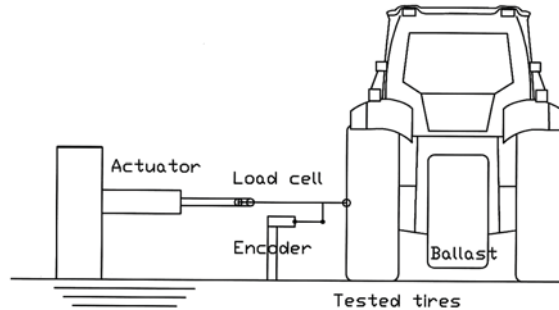 Actuator
Load cell
Encoder
Ballast
Tested tires